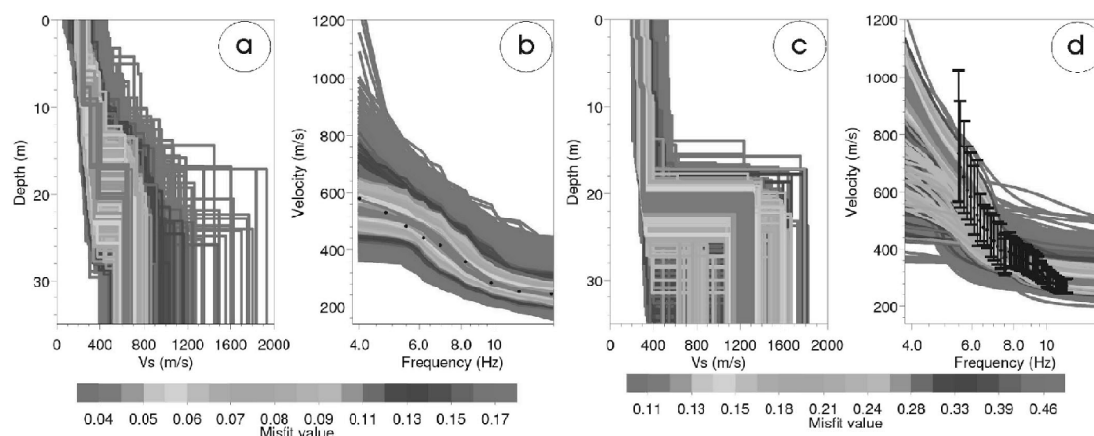 a
b
c
d
0
10
20
30
Depth (m)
0 400 800 1200 1600 2000
Vs (m/s)
1200
1000
800
600
400
200
Velocity (m/s)
4.0 6.0 8.0 10
Frequency (Hz)
0
10
20
30
Depth (m)
0 400 800 1200 1600 2000
Vs (m/s)
1200
1000
800
600
400
200
Velocity (m/s)
4.0 6.0 8.0 10
Frequency (Hz)
0.04 0.05 0.06 0.07 0.08 0.09 0.11 0.13 0.15 0.17
Misfit value
0.11 0.13 0.15 0.18 0.21 0.24 0.28 0.33 0.39 0.46
Misfit value